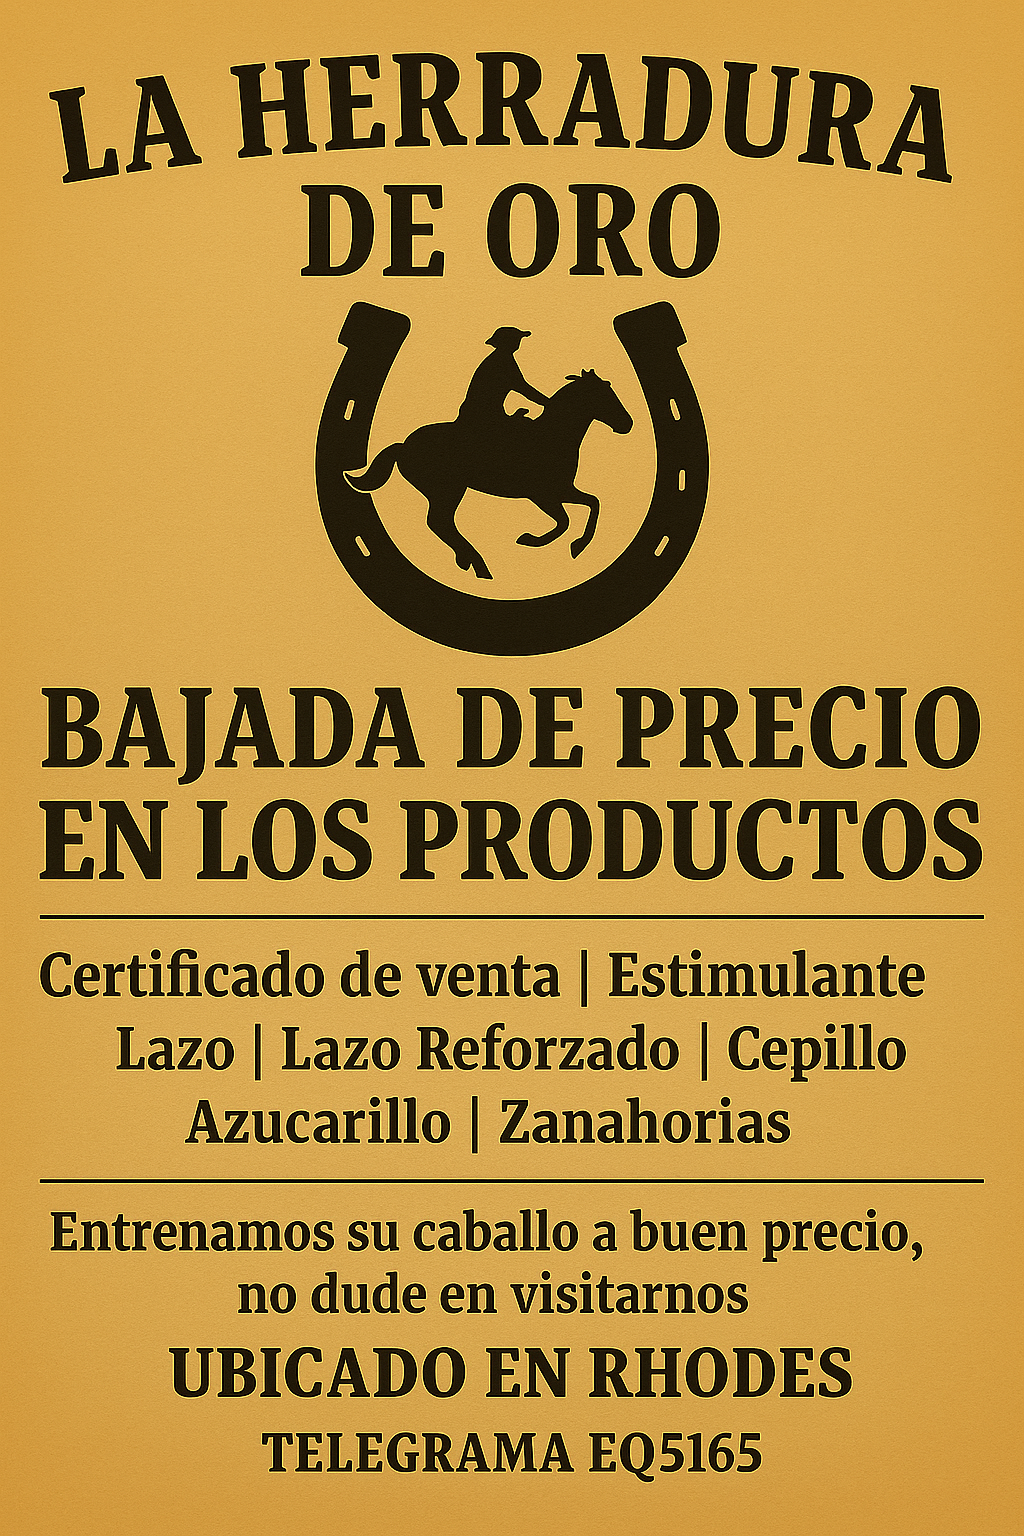 LA HERRADURA
DE ORO
BAJADA DE PRECIO
EN LOS PRODUCTOS
Certificado de venta | Estimulante
Lazo | Lazo Reforzado | Cepillo
Azucarillo | Zanahorias
Entrenamos su caballo a buen precio,
no dude en visitarnos
UBICADO EN RHODES
TELEGRAMA EQ5165